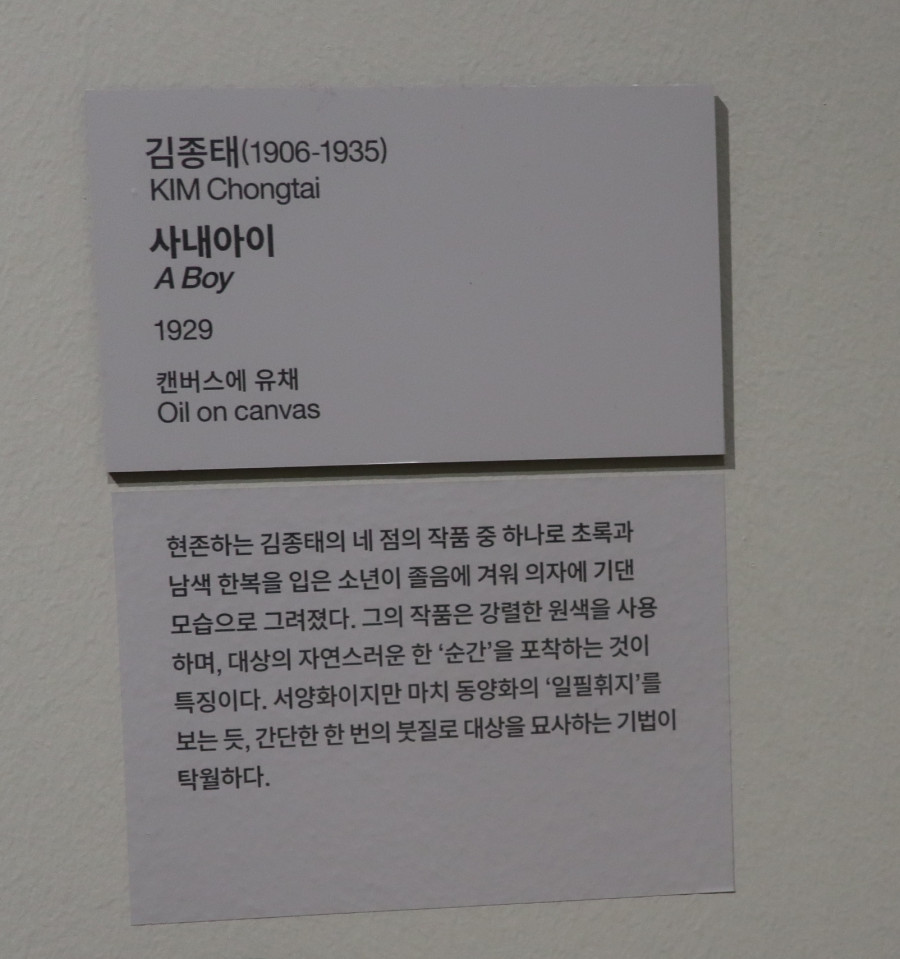 김종태(1906-1935)
KIM Chongtai
사내아이
A Boy
1929
캔버스에 유채
Oil on canvas
현존하는 김종태의 네 점의 작품 중 하나로 초록과
남색 한복을 입은 소년이 졸음에 겨워 의자에 기댄
모습으로 그려졌다. 그의 작품은 강렬한 원색을 사용
하며, 대상의 자연스러운 한 ‘순간’을 포착하는 것이
특징이다. 서양화이지만 마치 동양화의 ‘일필휘지’를
보는 듯, 간단한 한 번의 붓질로 대상을 묘사하는 기법이
탁월하다.